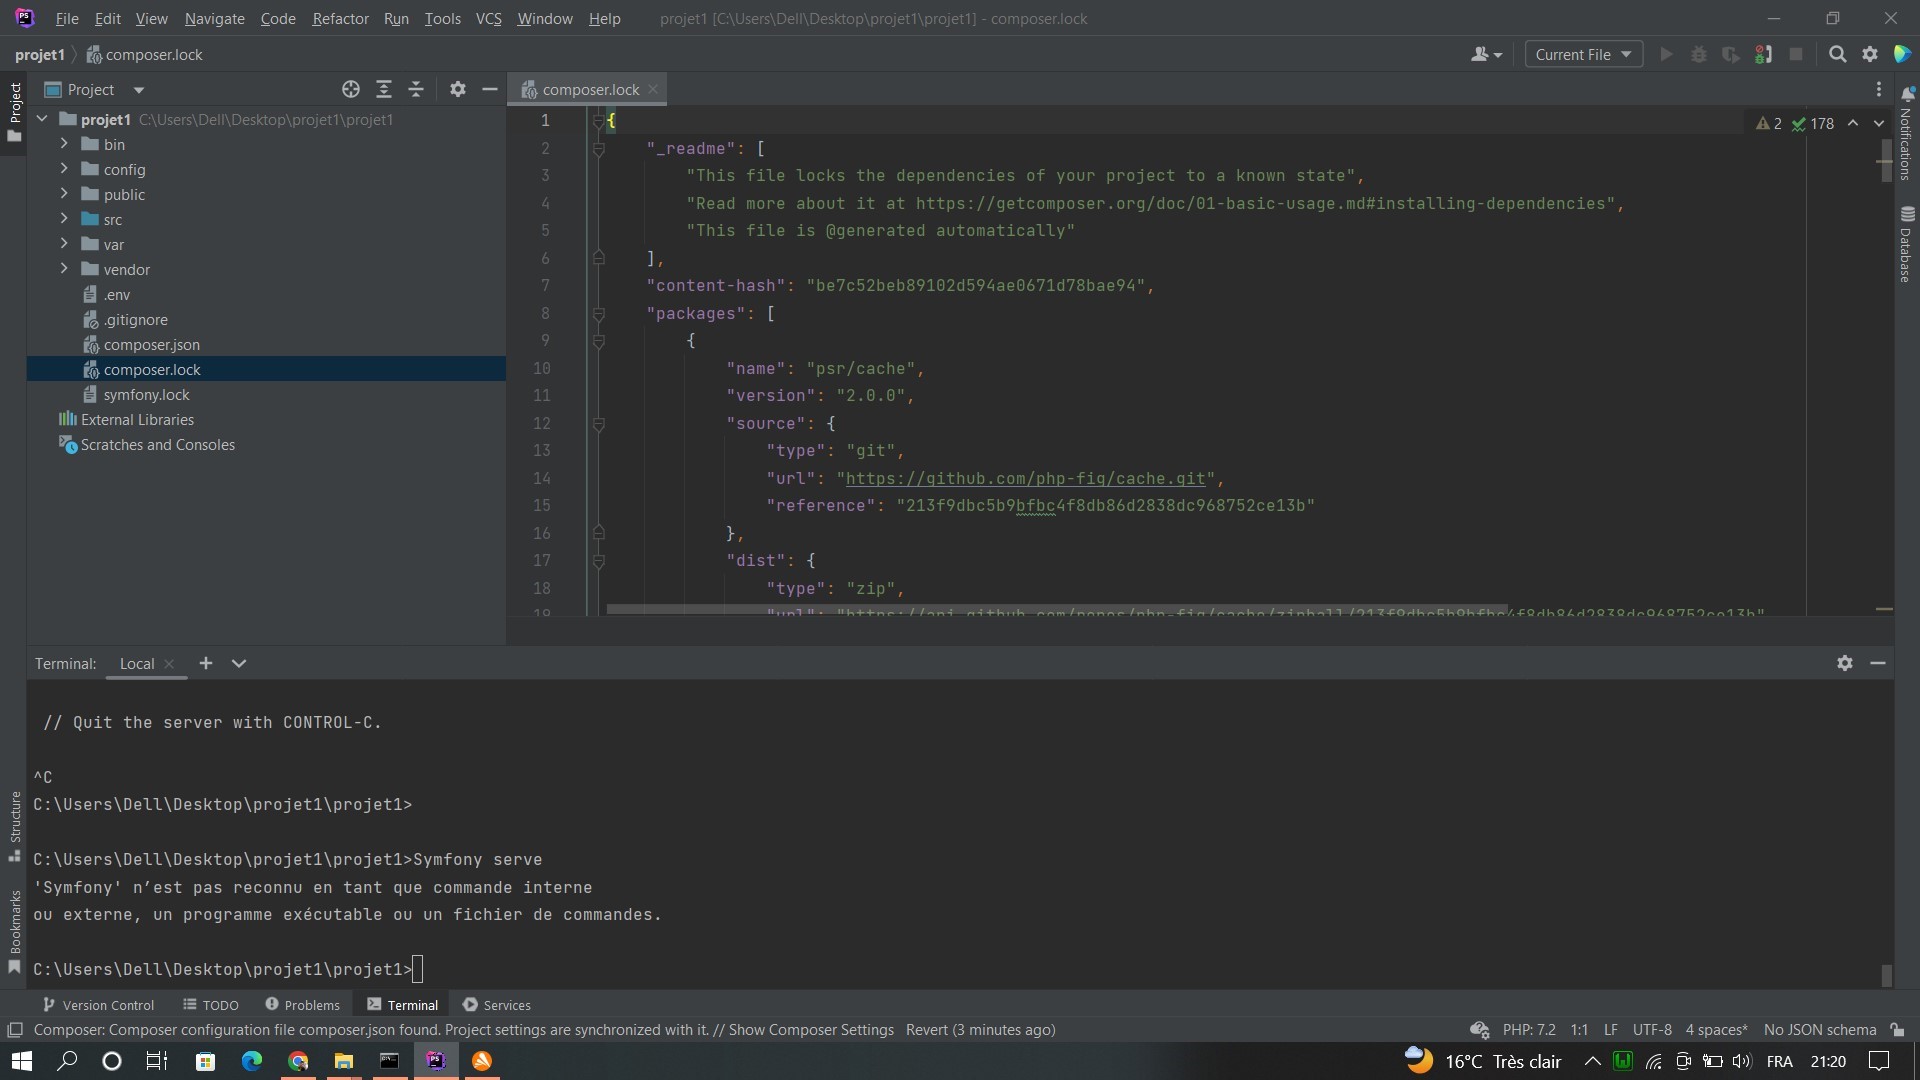 File Edit View Navigate Code Refactor Run Tools VCS Window Help projet1 [C:\Users\Dell\Desktop\projet1\projet1] - composer.lock
projet1 composer.lock
Current File
Project
Project
composer.lock
projet1 C:\Users\Dell\Desktop\projet1\projet1
bin
config
public
src
var
vendor
.env
.gitignore
composer.json
composer.lock
symfony.lock
External Libraries
Scratches and Consoles
2 178
1 {
2 "_readme": [
3 "This file locks the dependencies of your project to a known state",
4 "Read more about it at https://getcomposer.org/doc/01-basic-usage.md#installing-dependencies",
5 "This file is @generated automatically"
6 ],
7 "content-hash": "be7c52beb89102d594ae0671d78bae94",
8 "packages": [
9 {
10 "name": "psr/cache",
11 "version": "2.0.0",
12 "source": {
13 "type": "git",
14 "url": "https://github.com/php-fig/cache.git",
15 "reference": "213f9dbc5b9bfbc4f8db86d2838dc968752ce13b"
16 },
17 "dist": {
18 "type": "zip",
19 "url": "https://api.github.com/repos/php-fig/cache/zipball/213f9dbc5b9bfbc4f8db86d2838dc968752ce13b"
Notifications
Database
Terminal: Local
// Quit the server with CONTROL-C.
^C
C:\Users\Dell\Desktop\projet1\projet1>
C:\Users\Dell\Desktop\projet1\projet1>Symfony serve
'Symfony' n’est pas reconnu en tant que commande interne
ou externe, un programme exécutable ou un fichier de commandes.
C:\Users\Dell\Desktop\projet1\projet1>
Structure
Bookmarks
Version Control TODO Problems Terminal Services
Composer: Composer configuration file composer.json found. Project settings are synchronized with it. // Show Composer Settings Revert (3 minutes ago) PHP: 7.2 1:1 LF UTF-8 4 spaces* No JSON schema
16°C Très clair FRA 21:20